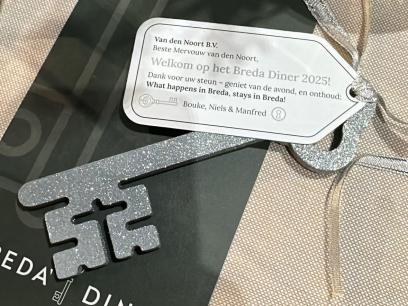 Van den Noort B.V.
Beste Mervouw van den Noort,
Welkom op het Breda Diner 2025!
Dank voor uw steun – geniet van de avond, en onthoud:
What happens in Breda, stays in Breda!
Bouke, Niels & Manfred
BREDA' DIN